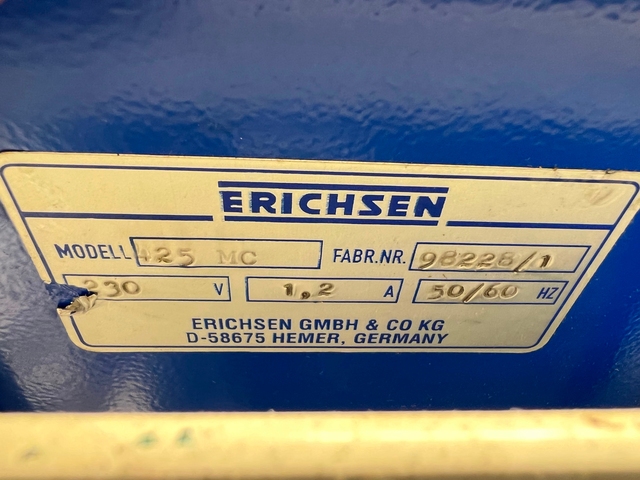 ERICHSEN
MODELL 425 MC FABR.NR. 98228/1
230 V 1,2 A 50/60 HZ
ERICHSEN GMBH & CO KG
D-58675 HEMER, GERMANY